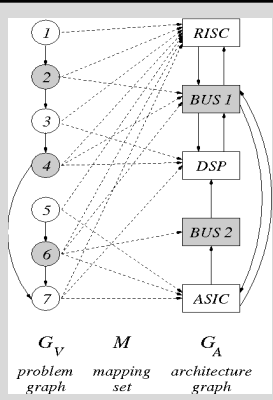 1
RISC
2
BUS 1
3
4
DSP
5
BUS 2
6
7
ASIC
G_V M G_A
problem mapping architecture
graph set graph